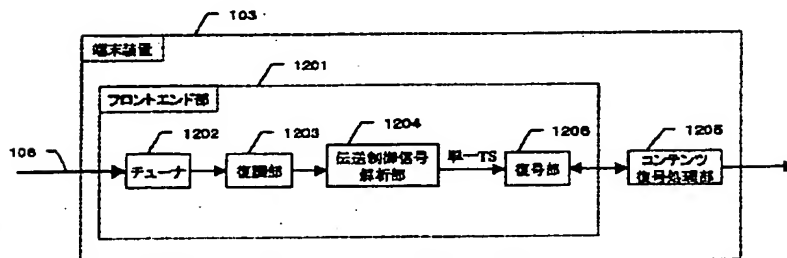 103
端末装置
1201
フロントエンド部
1202
1203
1204
1206
1205
106
チューナ
復調部
伝送制御信号
解析部
単一TS
復号部
コンテンツ
復号処理部